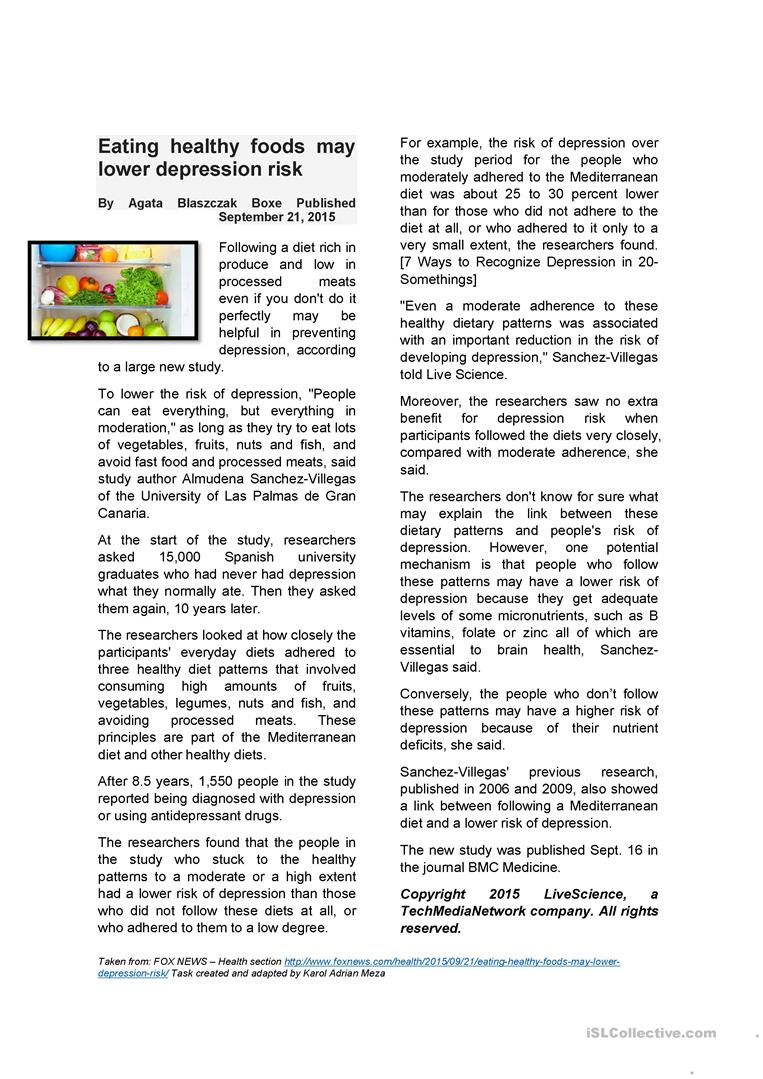 Eating healthy foods may
lower depression risk
By Agata Blaszczak Boxe Published
September 21, 2015
Following a diet rich in
produce and low in
processed meats
even if you don't do it
perfectly may be
helpful in preventing
depression, according
to a large new study.
To lower the risk of depression, "People
can eat everything, but everything in
moderation," as long as they try to eat lots
of vegetables, fruits, nuts and fish, and
avoid fast food and processed meats, said
study author Almudena Sanchez-Villegas
of the University of Las Palmas de Gran
Canaria.
At the start of the study, researchers
asked 15,000 Spanish university
graduates who had never had depression
what they normally ate. Then they asked
them again, 10 years later.
The researchers looked at how closely the
participants' everyday diets adhered to
three healthy diet patterns that involved
consuming high amounts of fruits,
vegetables, legumes, nuts and fish, and
avoiding processed meats. These
principles are part of the Mediterranean
diet and other healthy diets.
After 8.5 years, 1,550 people in the study
reported being diagnosed with depression
or using antidepressant drugs.
The researchers found that the people in
the study who stuck to the healthy
patterns to a moderate or a high extent
had a lower risk of depression than those
who did not follow these diets at all, or
who adhered to them to a low degree.
For example, the risk of depression over
the study period for the people who
moderately adhered to the Mediterranean
diet was about 25 to 30 percent lower
than for those who did not adhere to the
diet at all, or who adhered to it only to a
very small extent, the researchers found.
[7 Ways to Recognize Depression in 20-
Somethings]
"Even a moderate adherence to these
healthy dietary patterns was associated
with an important reduction in the risk of
developing depression," Sanchez-Villegas
told Live Science.
Moreover, the researchers saw no extra
benefit for depression risk when
participants followed the diets very closely,
compared with moderate adherence, she
said.
The researchers don't know for sure what
may explain the link between these
dietary patterns and people's risk of
depression. However, one potential
mechanism is that people who follow
these patterns may have a lower risk of
depression because they get adequate
levels of some micronutrients, such as B
vitamins, folate or zinc all of which are
essential to brain health, Sanchez-
Villegas said.
Conversely, the people who don’t follow
these patterns may have a higher risk of
depression because of their nutrient
deficits, she said.
Sanchez-Villegas' previous research,
published in 2006 and 2009, also showed
a link between following a Mediterranean
diet and a lower risk of depression.
The new study was published Sept. 16 in
the journal BMC Medicine.
Copyright 2015 LiveScience, a
TechMediaNetwork company. All rights
reserved.
Taken from: FOX NEWS – Health section http://www.foxnews.com/health/2015/09/21/eating-healthy-foods-may-lower-
depression-risk/ Task created and adapted by Karol Adrian Meza
iSLCollective.com